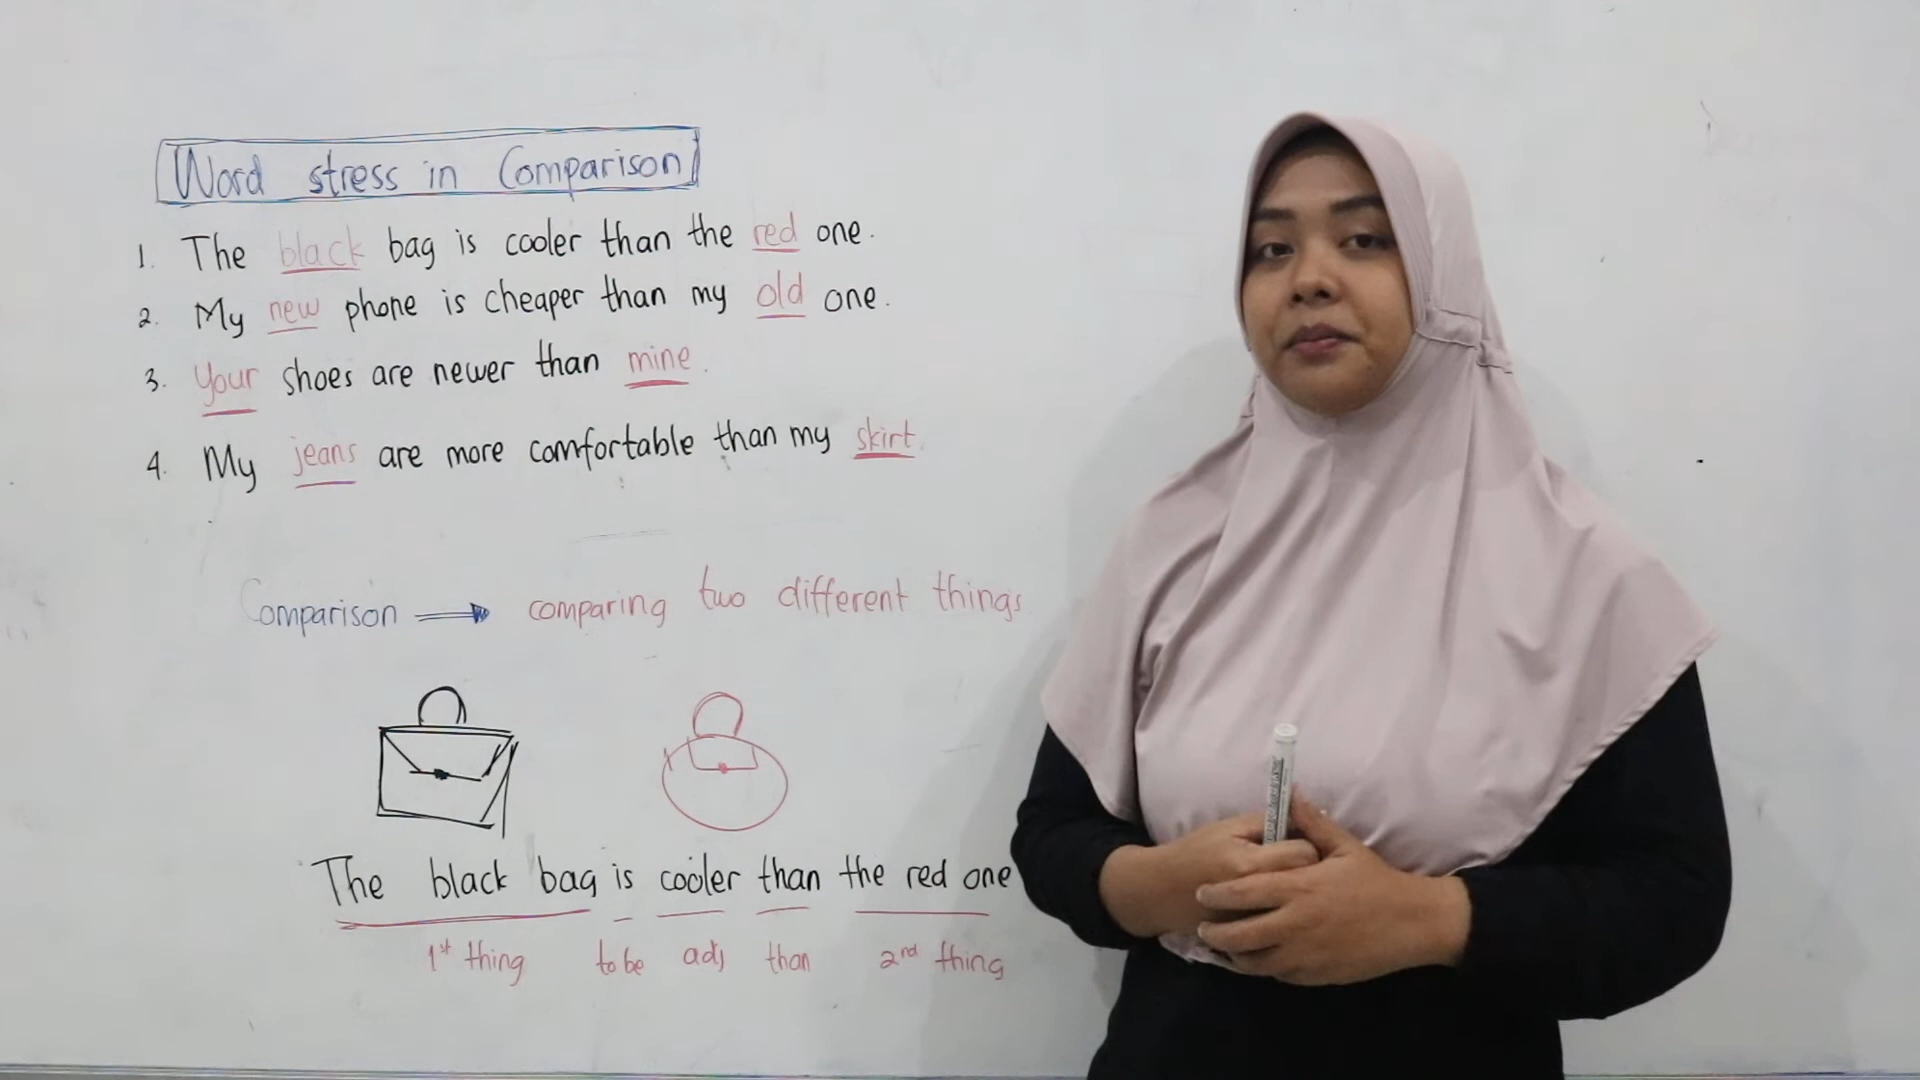 Word stress in Comparison
1. The black bag is cooler than the red one.
2. My new phone is cheaper than my old one.
3. Your shoes are newer than mine.
4. My jeans are more comfortable than my skirt.
Comparison ⟹ comparing two different things
The black bag is cooler than the red one
1st thing to be adj than 2nd thing